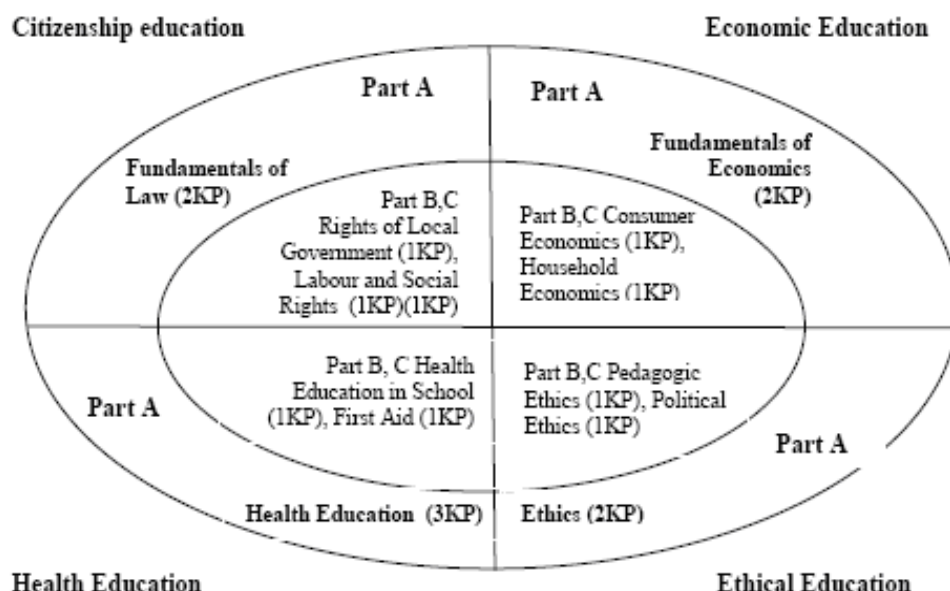 Citizenship education
Economic Education
Part A
Part A
Fundamentals of
Law (2KP)
Fundamentals of
Economics
(2KP)
Part B,C
Rights of Local
Government (1KP),
Labour and Social
Rights (1KP)(1KP)
Part B,C Consumer
Economics (1KP),
Household
Economics (1KP)
Part A
Part B, C Health
Education in School
(1KP), First Aid (1KP)
Part B,C Pedagogic
Ethics (1KP), Political
Ethics (1KP)
Part A
Health Education (3KP)
Ethics (2KP)
Health Education
Ethical Education